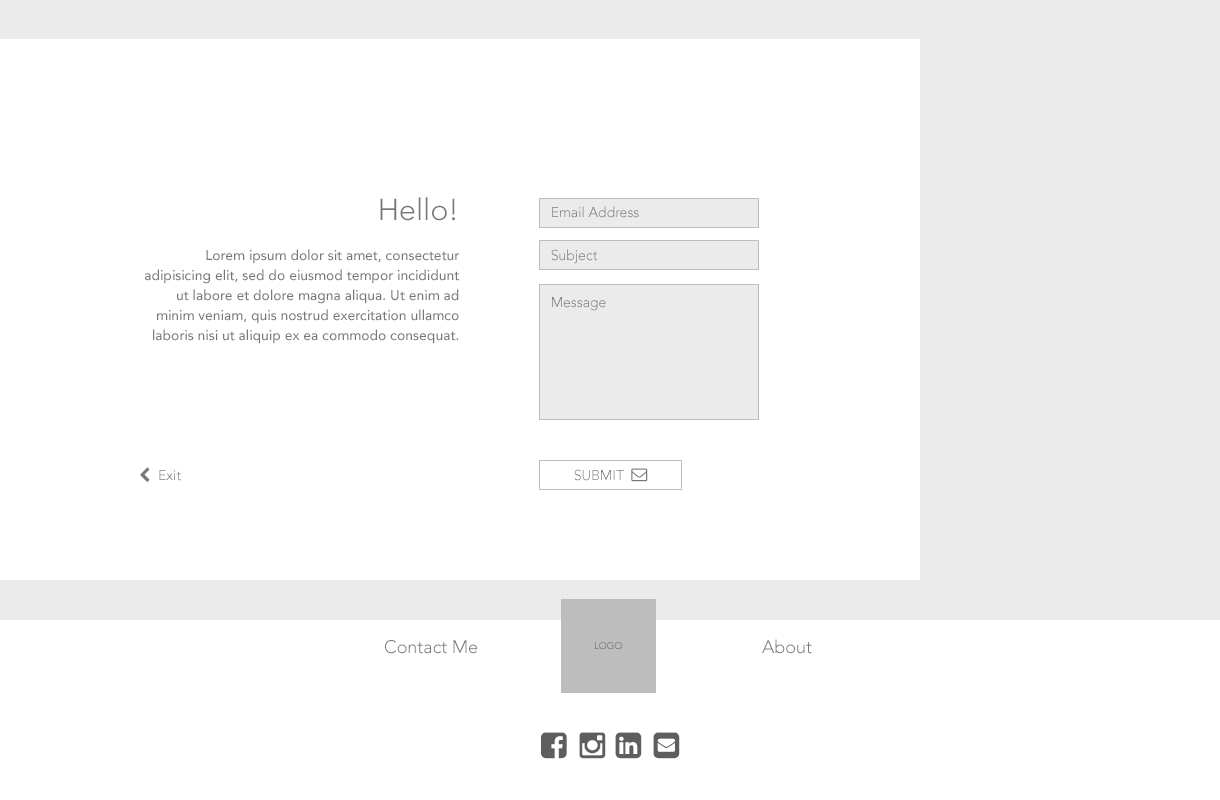 Hello!
Lorem ipsum dolor sit amet, consectetur
adipisicing elit, sed do eiusmod tempor incididunt
ut labore et dolore magna aliqua. Ut enim ad
minim veniam, quis nostrud exercitation ullamco
laboris nisi ut aliquip ex ea commodo consequat.
Exit
Email Address
Subject
Message
SUBMIT
Contact Me
LOGO
About